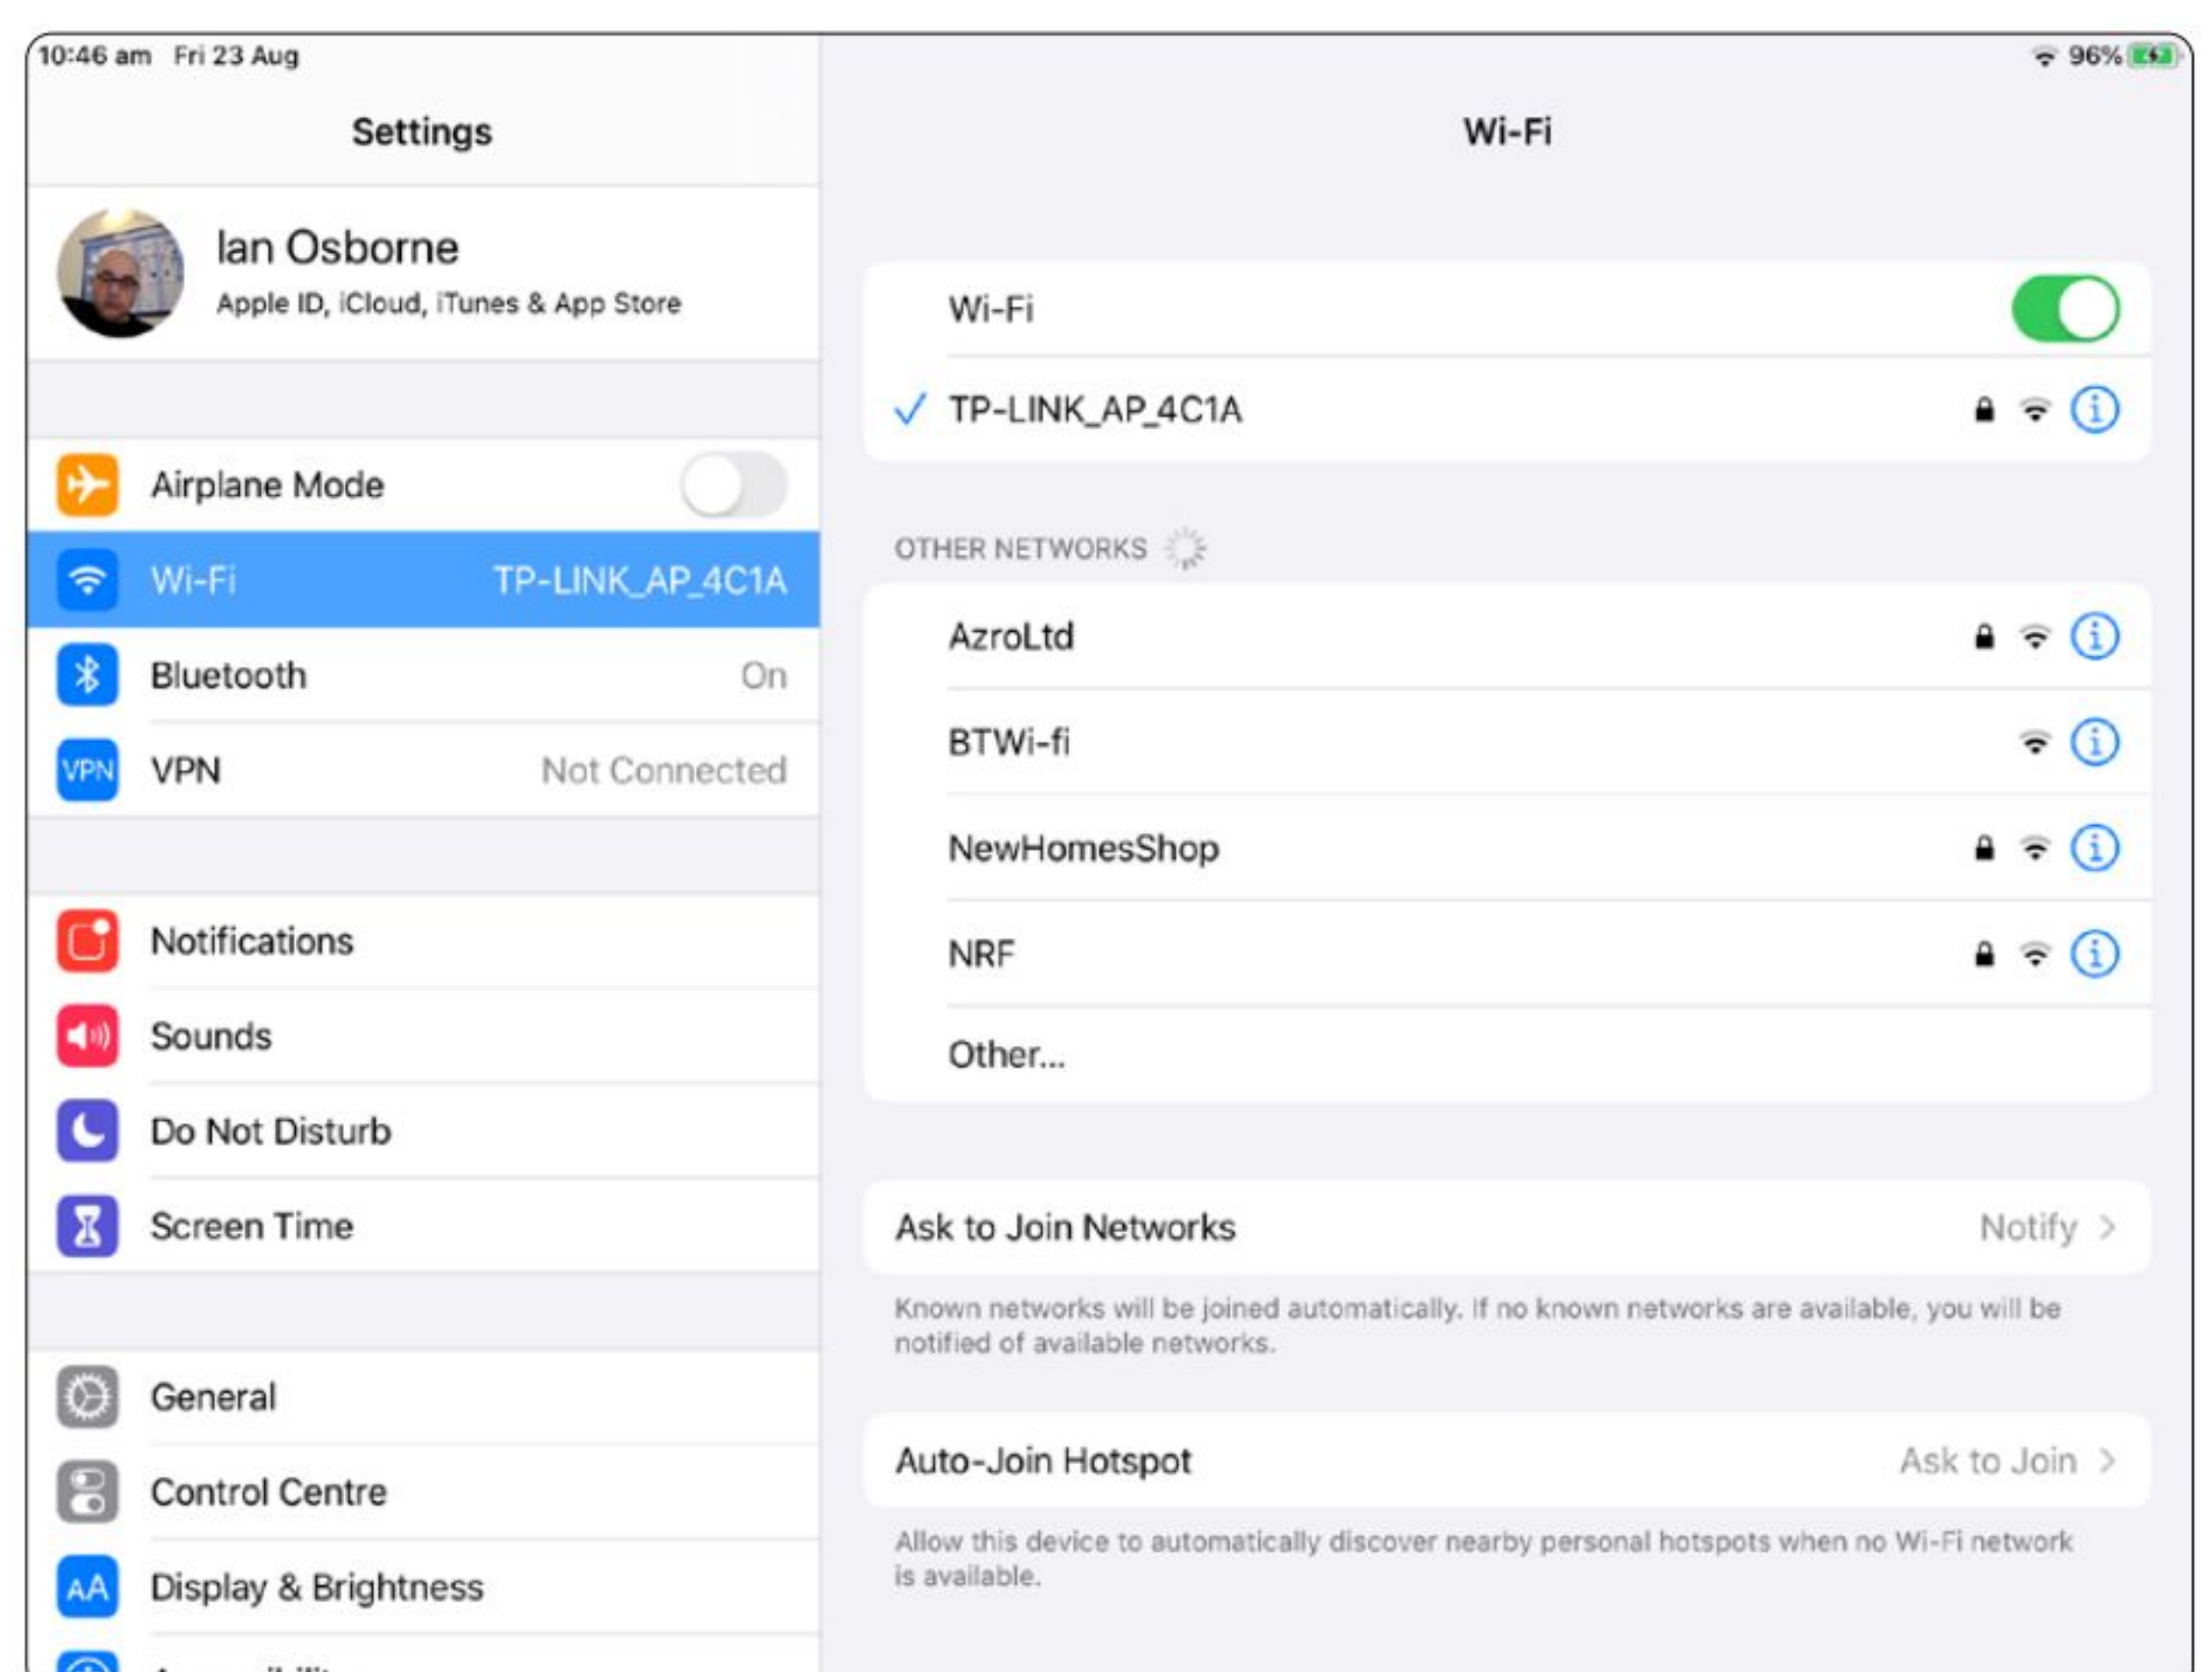 10:46 am Fri 23 Aug
96%
Settings
Ian Osborne
Apple ID, iCloud, iTunes & App Store
Airplane Mode
Wi-Fi TP-LINK_AP_4C1A
Bluetooth On
VPN VPN Not Connected
Notifications
Sounds
Do Not Disturb
Screen Time
General
Control Centre
AA Display & Brightness
Wi-Fi
Wi-Fi
TP-LINK_AP_4C1A
OTHER NETWORKS
AzroLtd
BTWi-fi
NewHomesShop
NRF
Other...
Ask to Join Networks Notify
Known networks will be joined automatically. If no known networks are available, you will be
notified of available networks.
Auto-Join Hotspot Ask to Join
Allow this device to automatically discover nearby personal hotspots when no Wi-Fi network
is available.